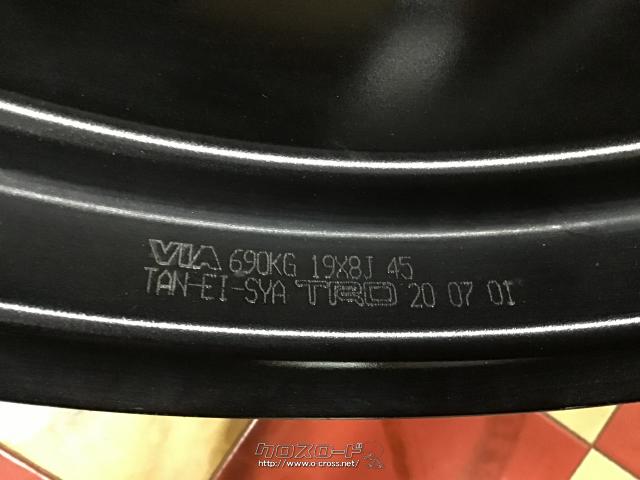 VIA 690KG 19X8J 45
TAN-EI-SYA TRD 20 07 01
クロスロード
http://www.o-cross.net/